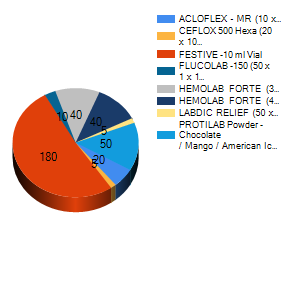 ACLOFLEX - MR (10 x...
CEFLOX 500 Hexa (20
x 10...
FESTIVE -10 ml Vial
FLUCOLAB -150 (50 x
1 x 1...
HEMOLAB FORTE (3...
HEMOLAB FORTE (4...
LABDIC RELIEF (50 x...
PROTILAB Powder -
Chocolate
/ Mango / American Ic...
10
40
40
5
50
20
5
180